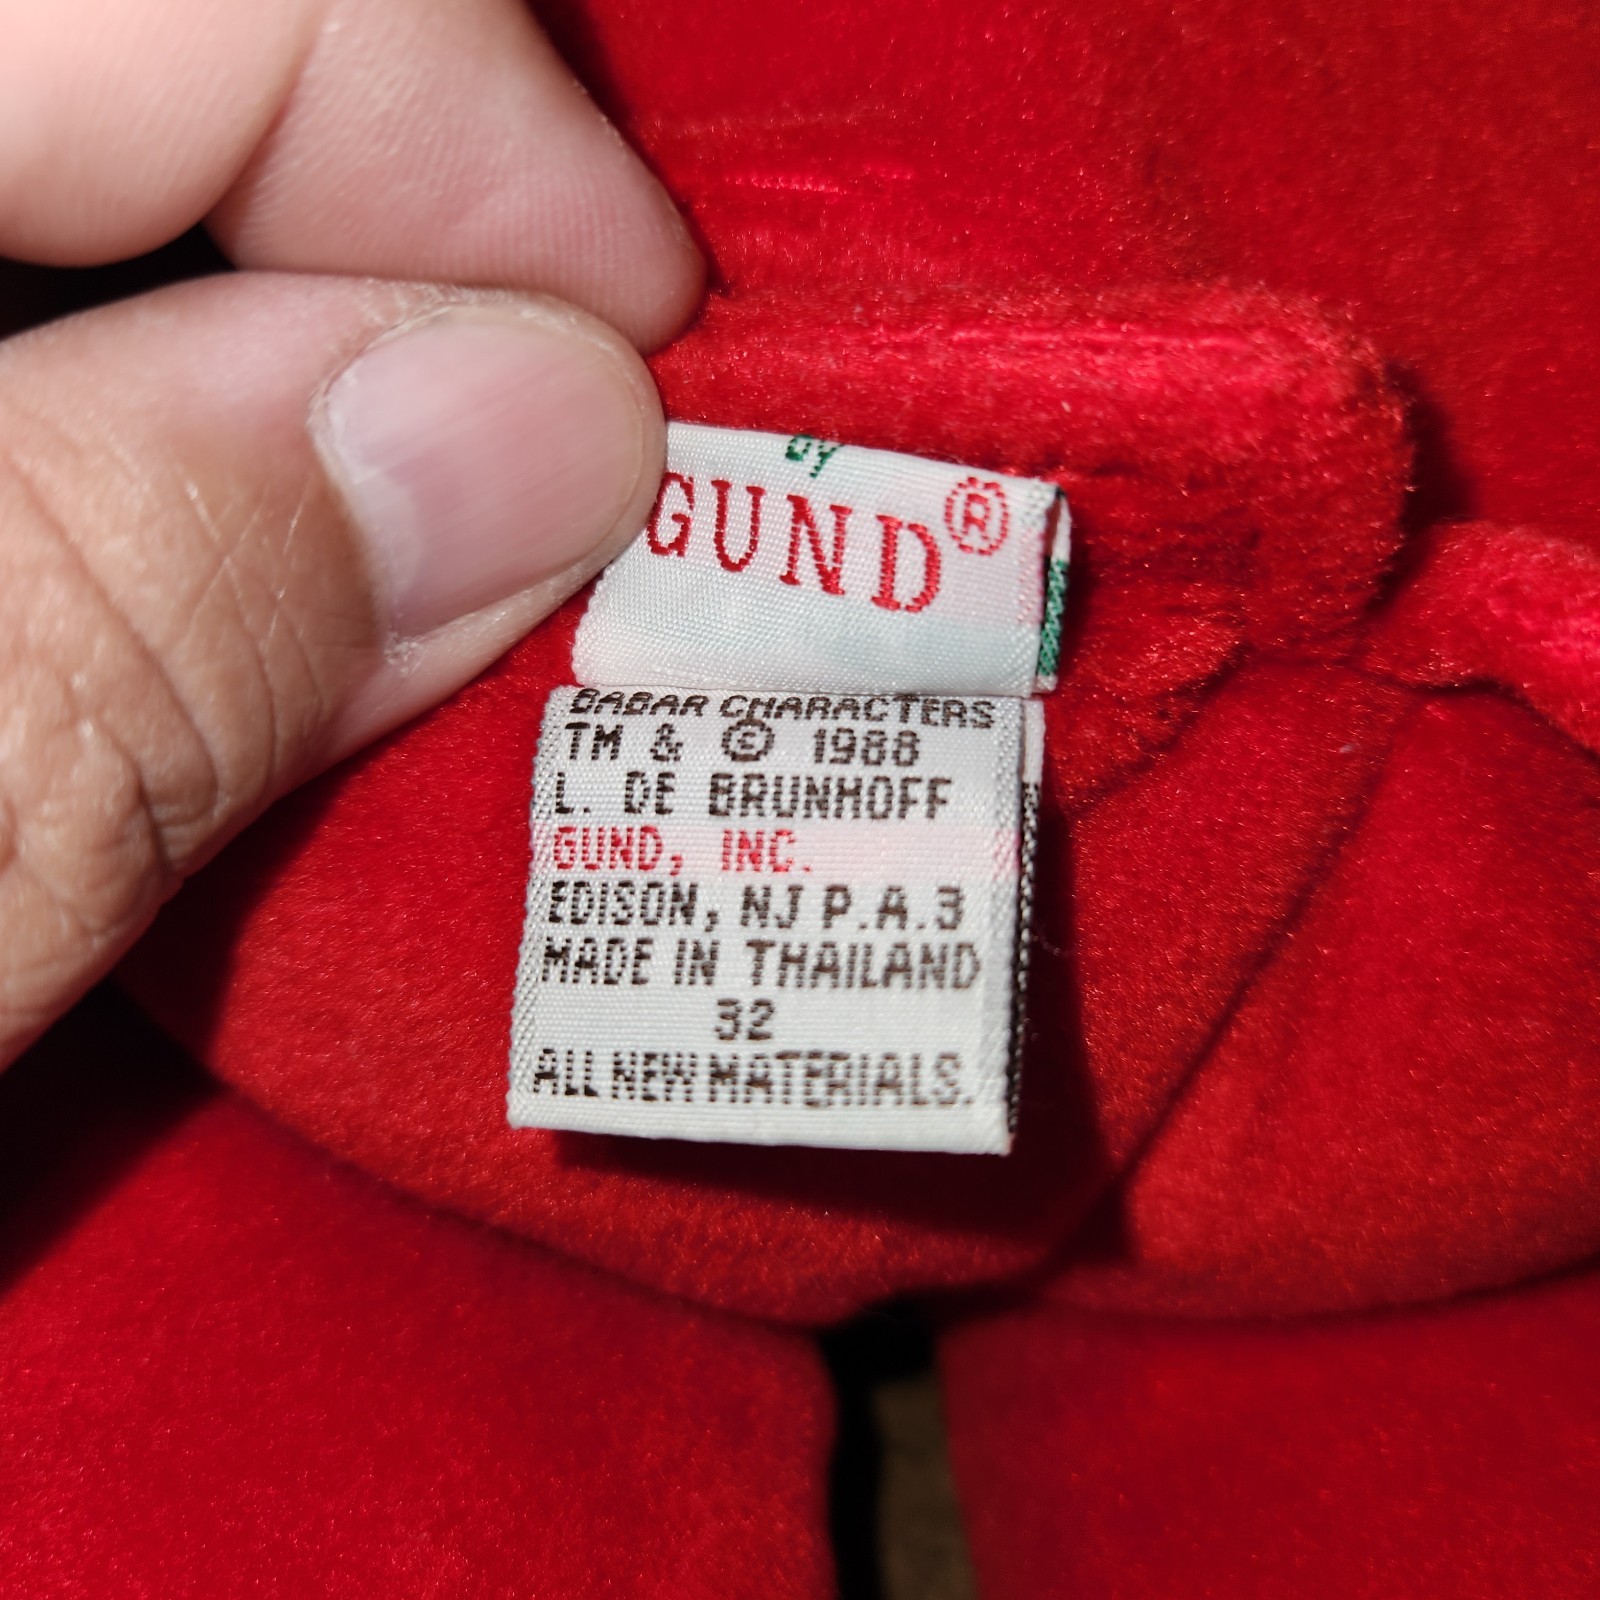 BY
GUND®
BABAR CHARACTERS
TM & © 1988
L. DE BRUNHOFF
GUND, INC.
EDISON, NJ P.A.3
MADE IN THAILAND
32
ALL NEW MATERIALS.